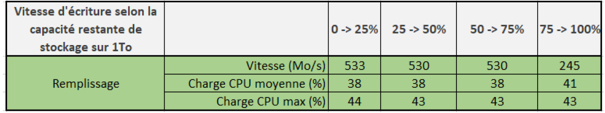 Vitesse d'écriture selon la capacité restante de stockage sur 1To 0 -> 25% 25 -> 50% 50 -> 75% 75 -> 100%
Remplissage Vitesse (Mo/s) 533 530 530 245
Charge CPU moyenne (%) 38 38 38 41
Charge CPU max (%) 44 43 43 43